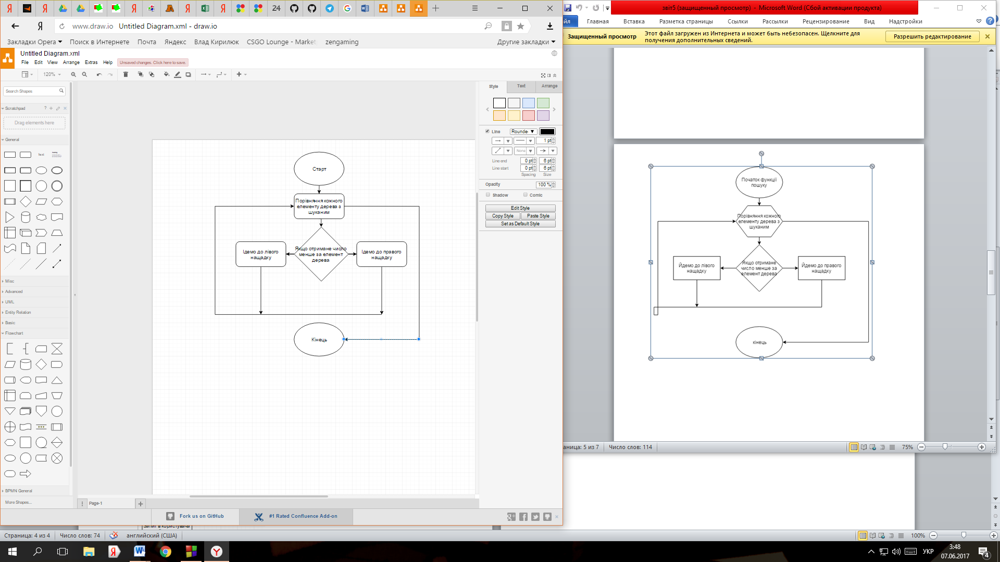 24
www.draw.io Untitled Diagram.xml - draw.io
Закладки Opera
Поиск в Интернете
Почта
Яндекс
Влад Кирилюк
CSGO Lounge - Market
zengaming
Другие закладки
Untitled Diagram.xml
File Edit View Arrange Extras Help
Unsaved changes. Click here to save.
120%
Search Shapes
Scratchpad
?
Drag elements here
General
Text
Misc
Advanced
UML
Entity Relation
Basic
Flowchart
BPMN General
More Shapes...
Старт
Порівняння кожного
елементу дерева з
шуканим
Ідемо до лівого
нащадку
Якщо отримане число
менше за елемент
дерева
Ідемо до правого
нащадку
Кінець
Page-1
Style
Text
Arrange
Line
Rounde
1 pt
None
Line end
0 pt
6 pt
Line start
0 pt
6 pt
Spacing
Size
Opacity
100 %
Shadow
Comic
Edit Style
Copy Style
Paste Style
Set as Default Style
Fork us on GitHub
#1 Rated Confluence Add-on
звіт5 (защищенный просмотр) - Microsoft Word (Сбой активации продукта)
йл
Главная
Вставка
Разметка страницы
Ссылки
Рассылки
Рецензирование
Вид
Надстройки
Защищенный просмотр
Этот файл загружен из Интернета и может быть небезопасен. Щелкните для
получения дополнительных сведений.
Разрешить редактирование
Початок функції
пошуку
Порівняння кожного
елементу дерева з
шуканим
Йдемо до лівого
нащадку
Якщо отримане
число менше за
елемент дерева
Йдемо до правого
нащадку
кінець
аница: 5 из 7
Число слов: 114
75%
Запит в користувача
Страница: 4 из 4
Число слов: 74
английский (США)
100%
УКР
3:48
07.06.2017
4